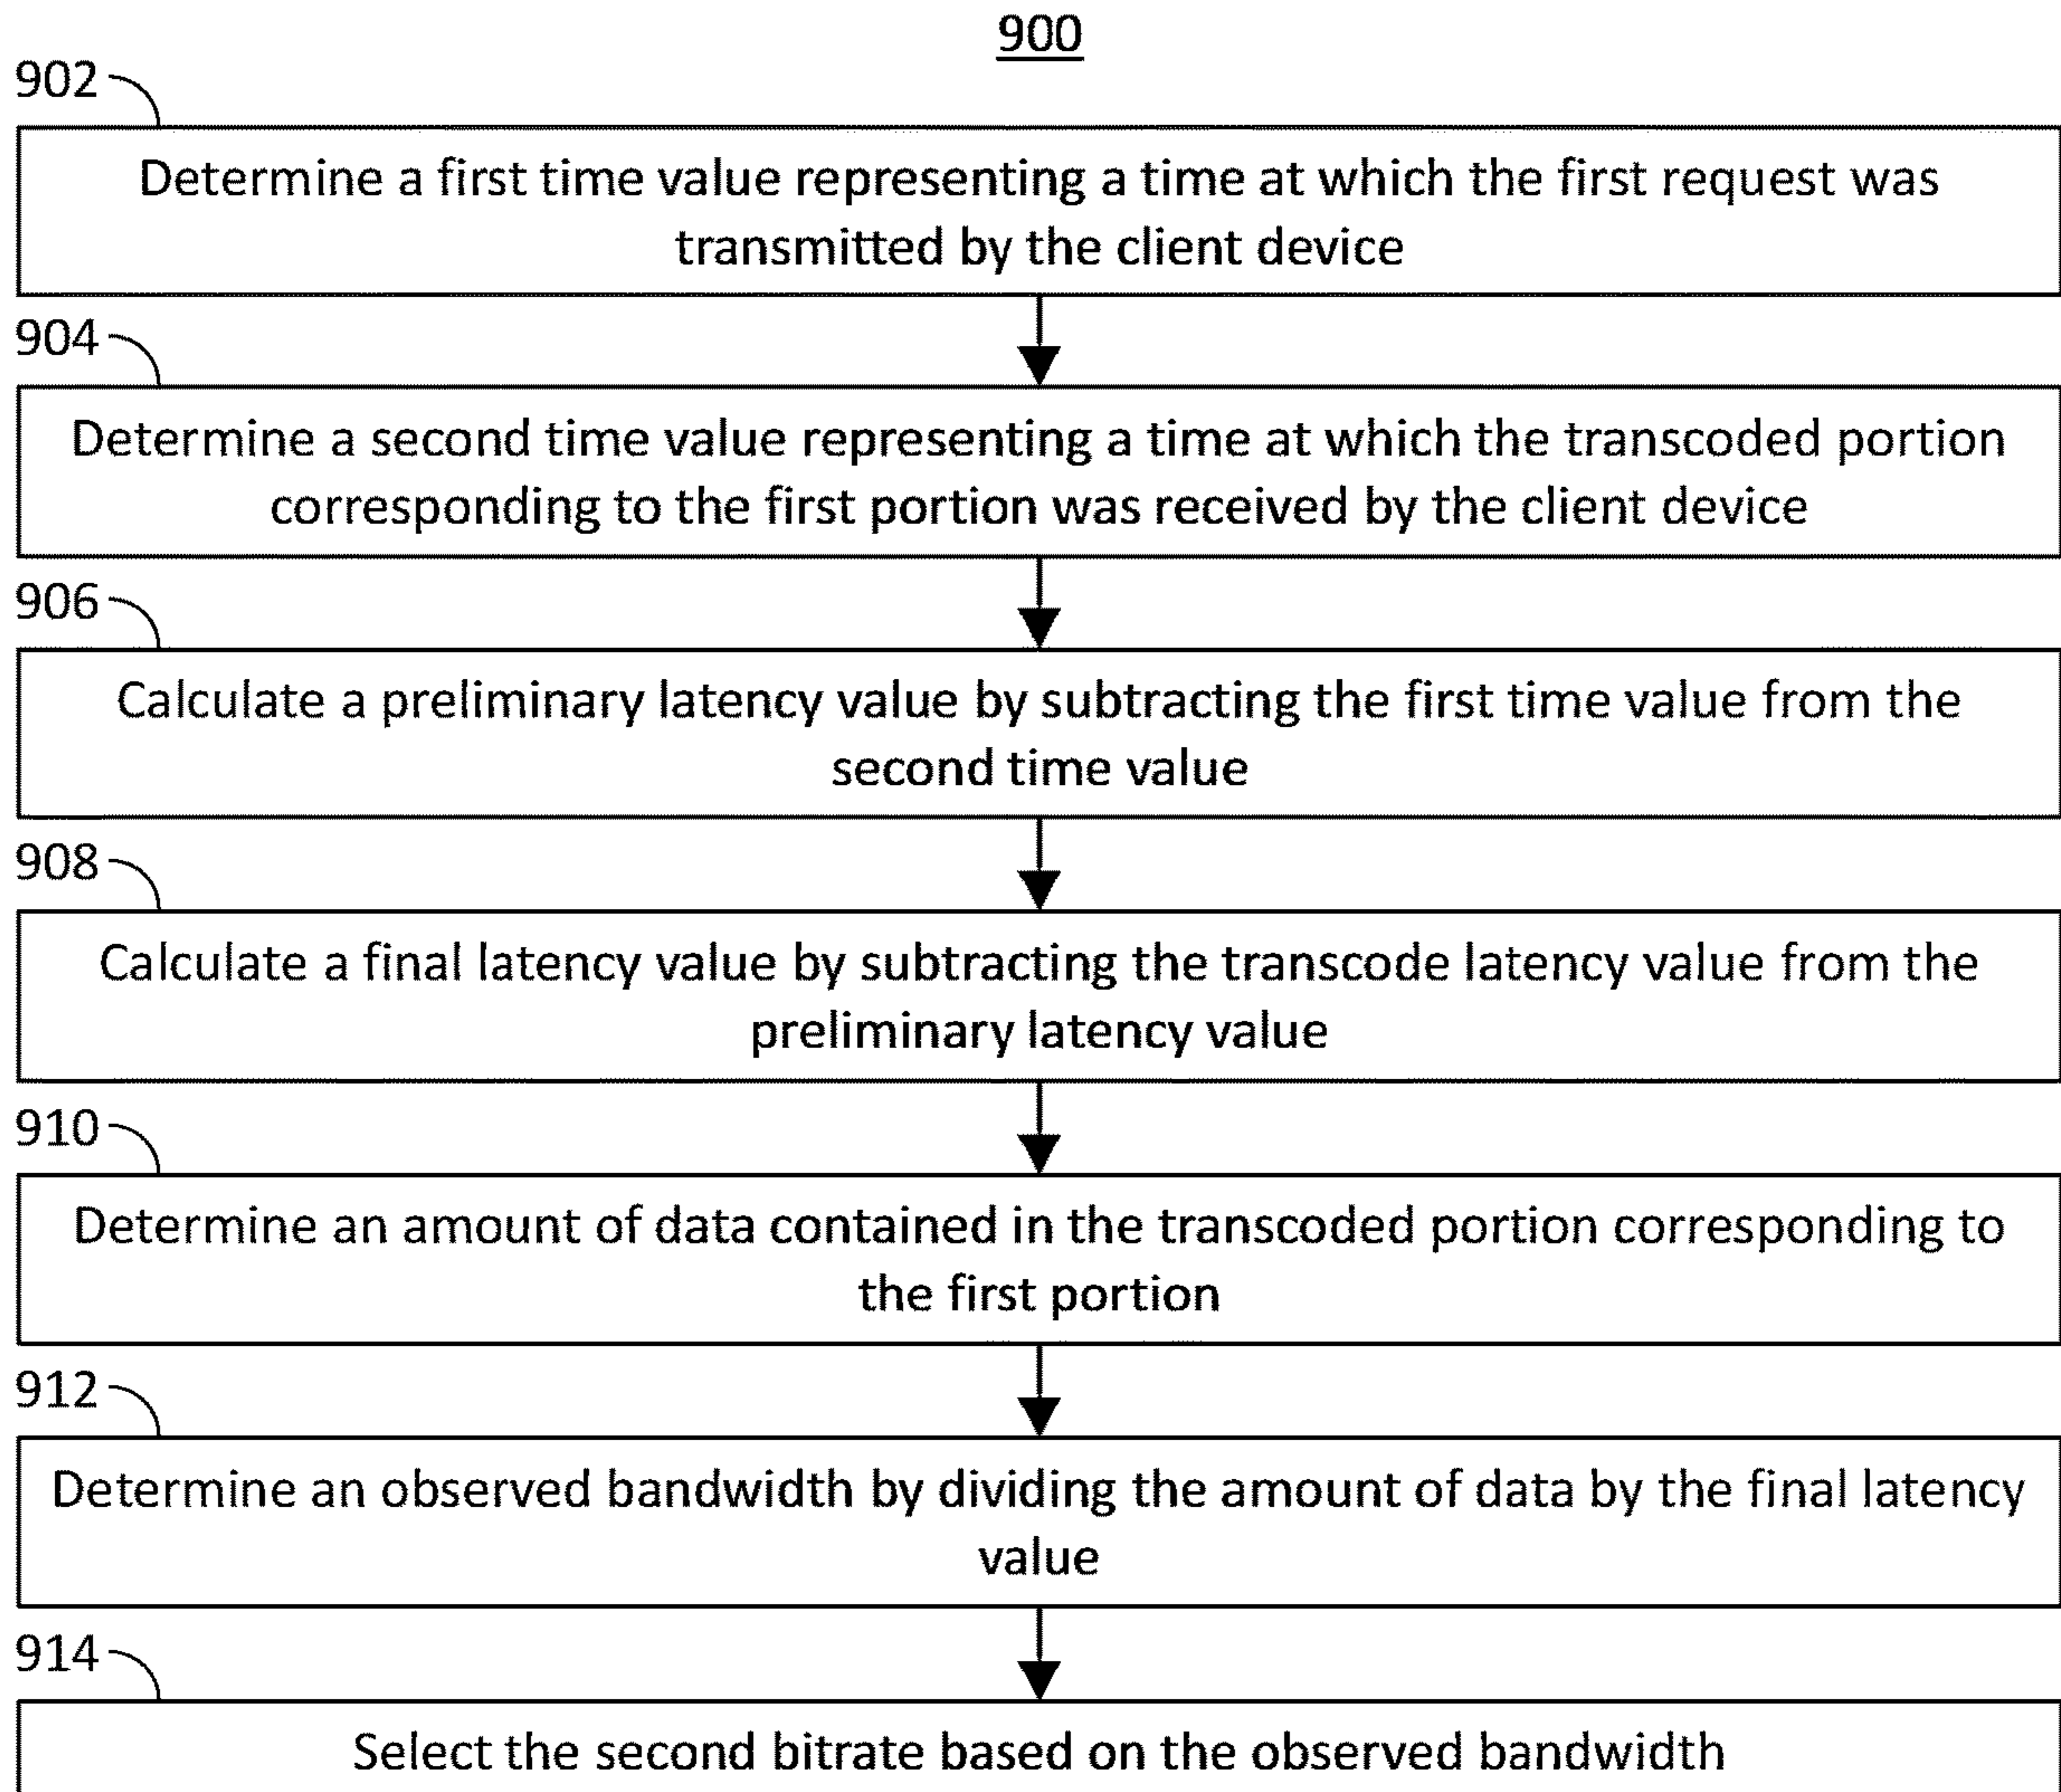 900
902
Determine a first time value representing a time at which the first request was
transmitted by the client device
904
Determine a second time value representing a time at which the transcoded portion
corresponding to the first portion was received by the client device
906
Calculate a preliminary latency value by subtracting the first time value from the
second time value
908
Calculate a final latency value by subtracting the transcode latency value from the
preliminary latency value
910
Determine an amount of data contained in the transcoded portion corresponding to
the first portion
912
Determine an observed bandwidth by dividing the amount of data by the final latency
value
914
Select the second bitrate based on the observed bandwidth